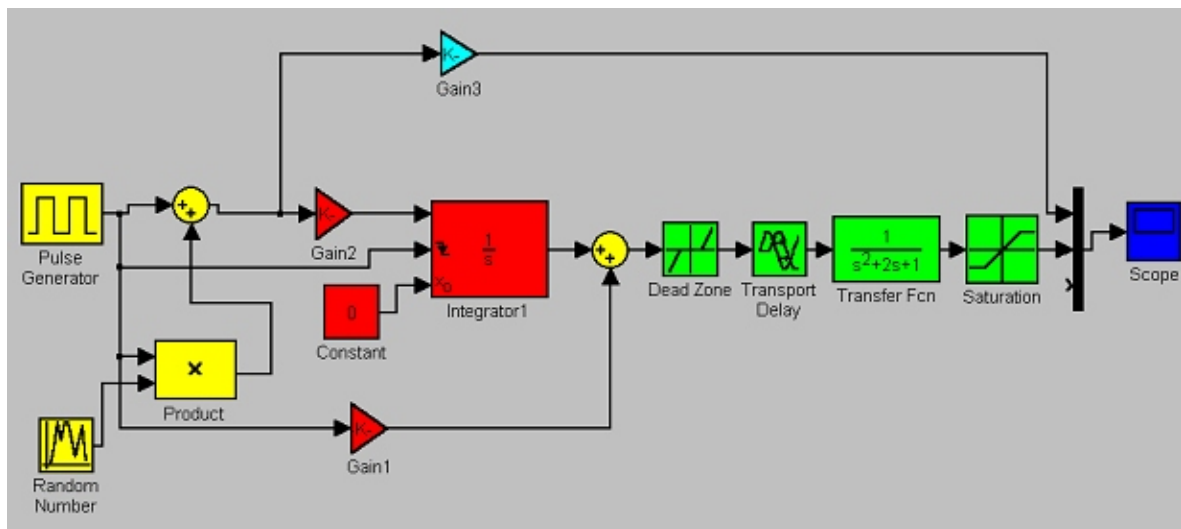 K-
Gain3
Pulse
Generator
K-
Gain2
1
s
x
o
Integrator1
0
Constant
Dead Zone
Transport
Delay
1
s²+2s+1
Transfer Fcn
Saturation
Scope
×
Product
K-
Gain1
Random
Number